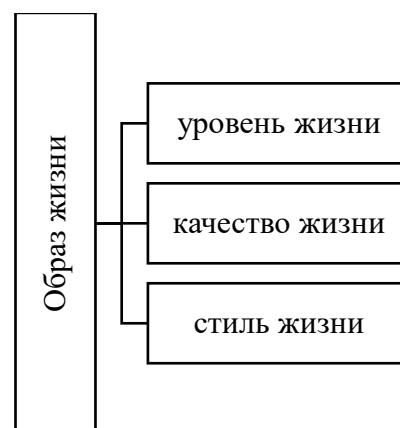 Образ жизни
уровень жизни
качество жизни
стиль жизни